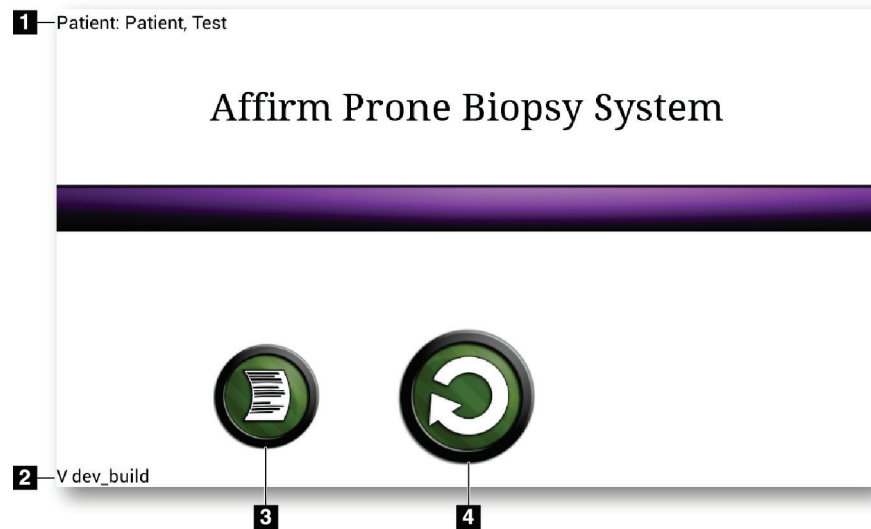 1 Patient: Patient, Test
Affirm Prone Biopsy System
2 V dev_build
3 4